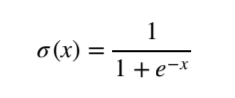 σ(x) = 1 / (1 + e^{-x})